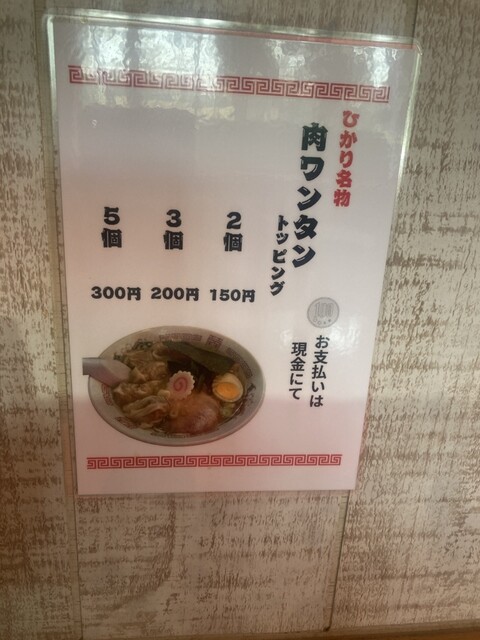 ひかり名物
肉ワンタン
トッピング
2個
150円
3個
200円
5個
300円
お支払いは
現金にて